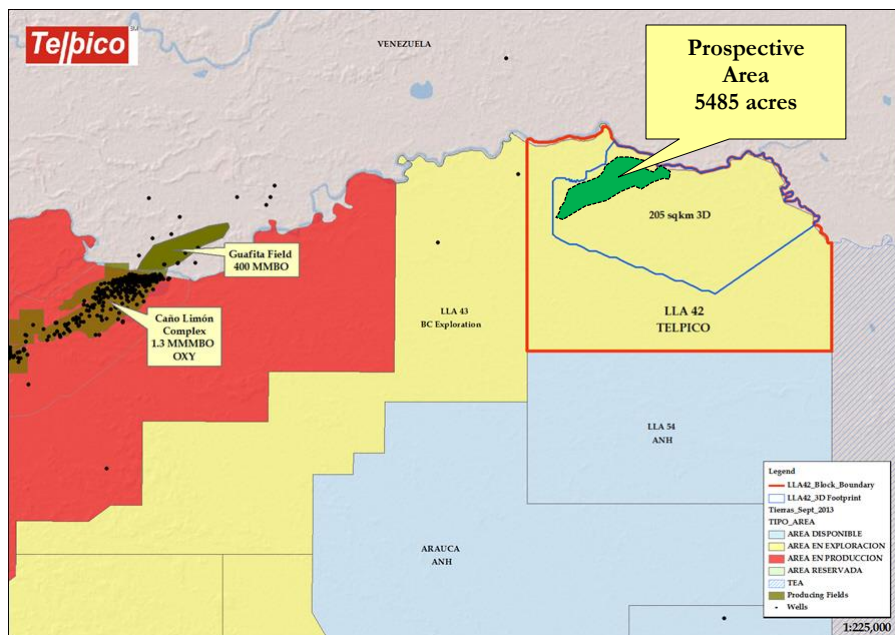 Telpico
SM
VENEZUELA
Prospective
Area
5485 acres
205 sqkm 3D
Guafita Field
400 MMBO
Caño Limón
Complex
1.3 MMMBO
OXY
LLA 43
BC Exploration
LLA 42
TELPICO
LLA 54
ANH
ARAUCA
ANH
Legend
LLA42_Block_Boundary
LLA42_3D Footprint
Tierras_Sept_2013
TIPO_AREA
AREA DISPONIBLE
AREA EN EXPLORACION
AREA EN PRODUCCION
AREA RESERVADA
TEA
Producing Fields
Wells
1:225,000